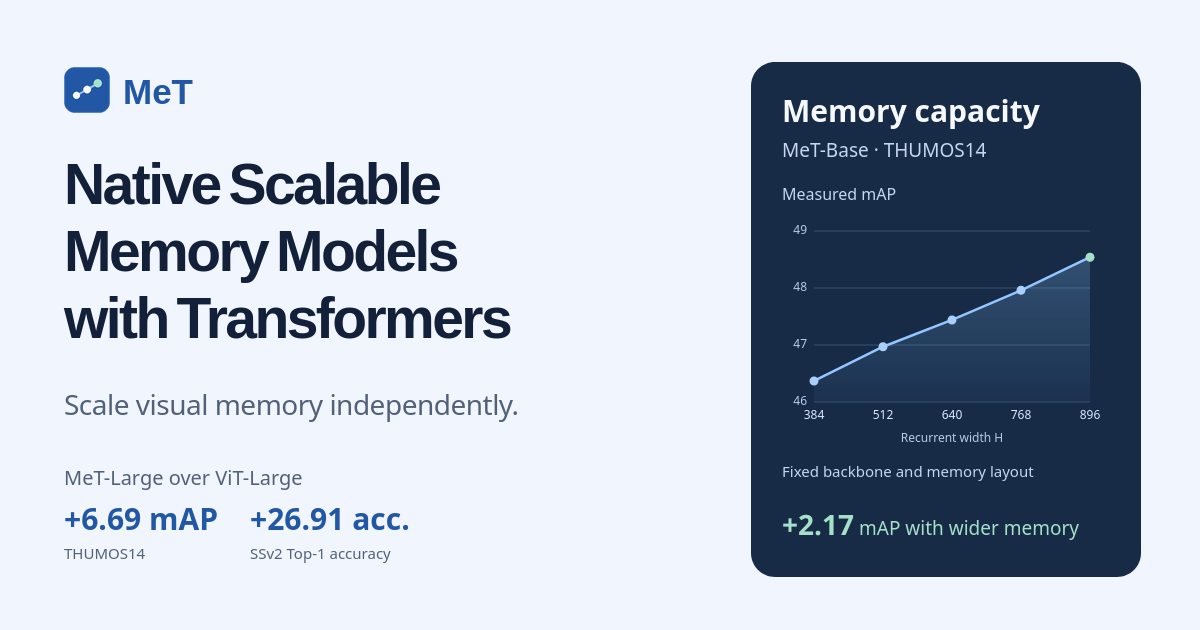 MeT
Native Scalable
Memory Models
with Transformers
Scale visual memory independently.
MeT-Large over ViT-Large
+6.69 mAP
THUMOS14
+26.91 acc.
SSv2 Top-1 accuracy
Memory capacity
MeT-Base · THUMOS14
Measured mAP
49
48
47
46
384 512 640 768 896
Recurrent width H
Fixed backbone and memory layout
+2.17 mAP with wider memory